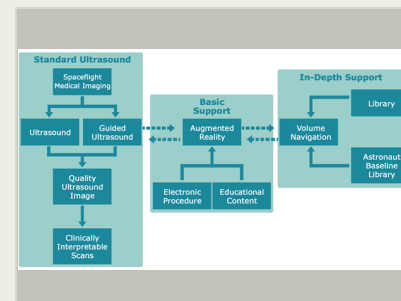 Standard Ultrasound
Spaceflight
Medical Imaging
Ultrasound
Guided
Ultrasound
Quality
Ultrasound
Image
Clinically
Interpretable
Scans
Basic
Support
Augmented
Reality
Electronic
Procedure
Educational
Content
In-Depth Support
Library
Volume
Navigation
Astronaut
Baseline
Library